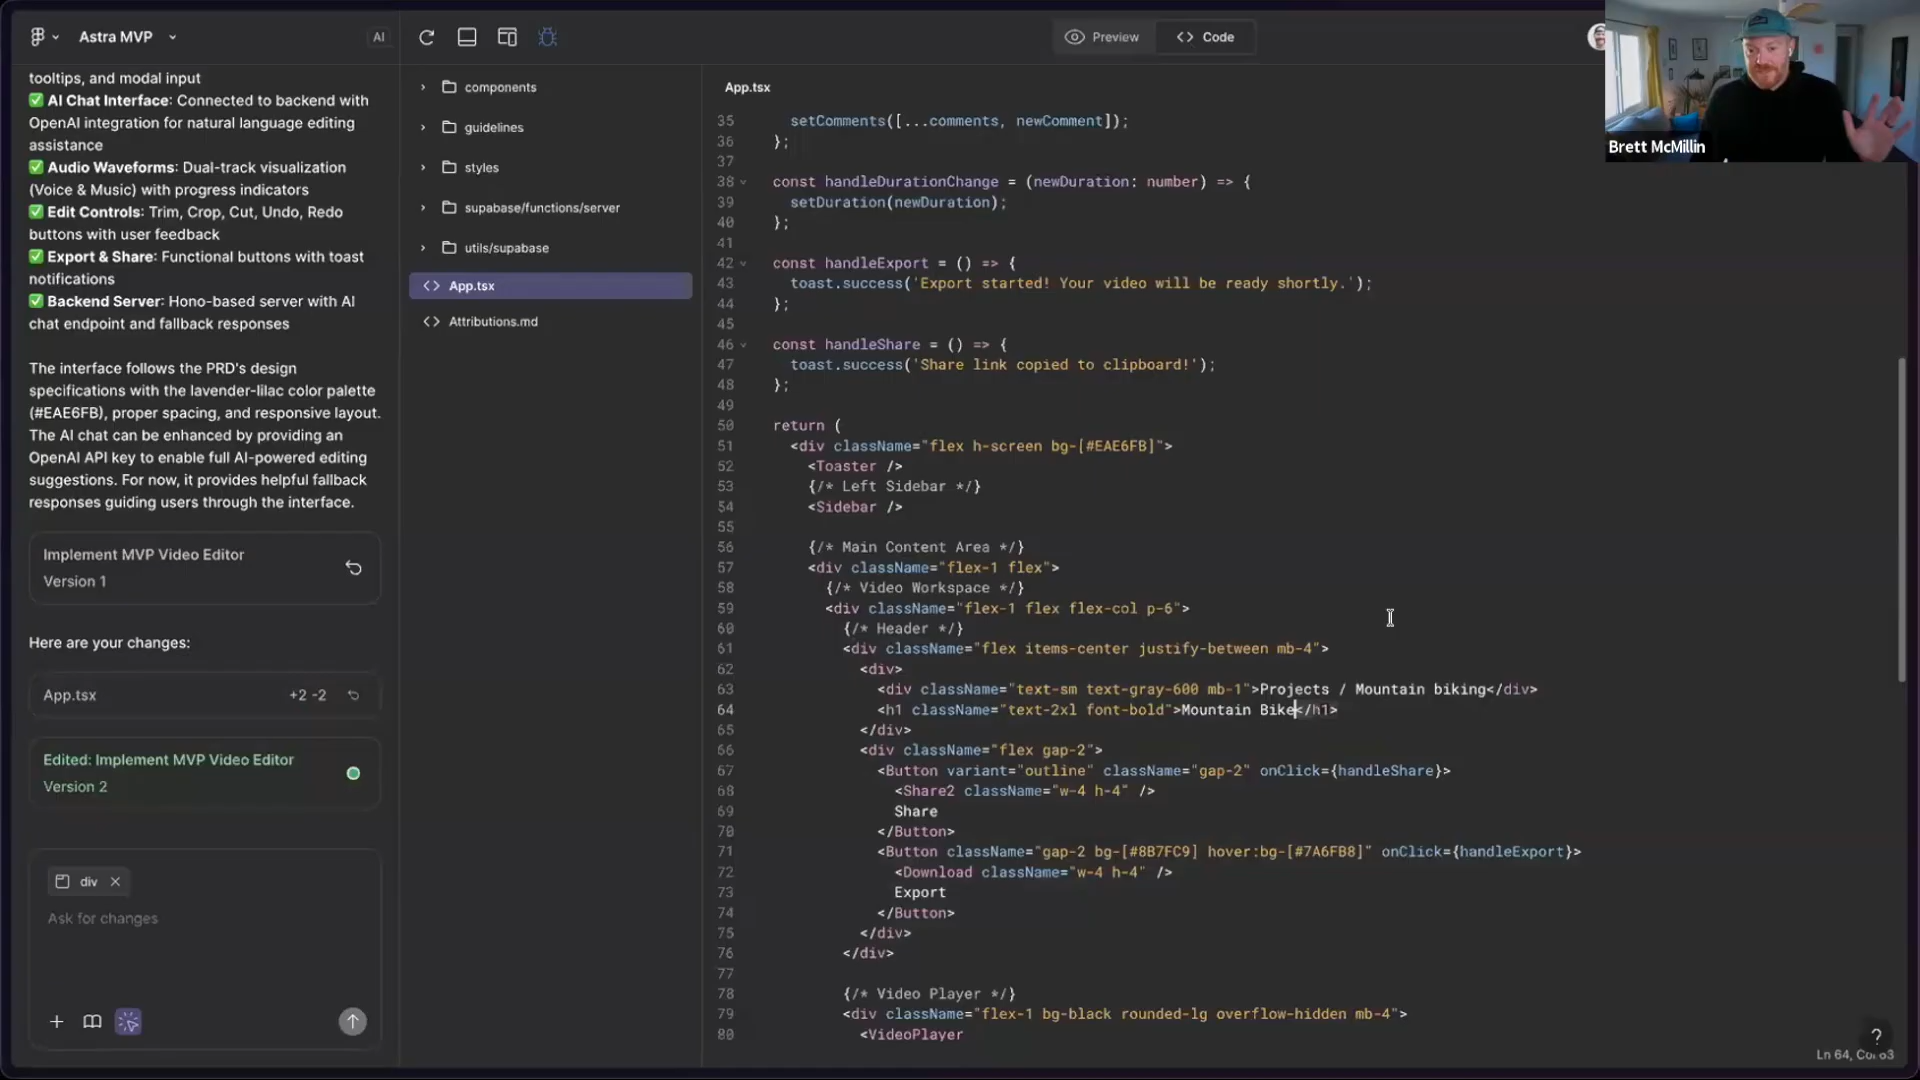 Astra MVP
AI
Preview
<> Code
tooltips, and modal input
✅ AI Chat Interface: Connected to backend with
OpenAI integration for natural language editing
assistance
✅ Audio Waveforms: Dual-track visualization
(Voice & Music) with progress indicators
✅ Edit Controls: Trim, Crop, Cut, Undo, Redo
buttons with user feedback
✅ Export & Share: Functional buttons with toast
notifications
✅ Backend Server: Hono-based server with AI
chat endpoint and fallback responses
The interface follows the PRD's design
specifications with the lavender-lilac color palette
(#EAE6FB), proper spacing, and responsive layout.
The AI chat can be enhanced by providing an
OpenAI API key to enable full AI-powered editing
suggestions. For now, it provides helpful fallback
responses guiding users through the interface.
Implement MVP Video Editor
Version 1
Here are your changes:
App.tsx +2 -2
Edited: Implement MVP Video Editor
Version 2
div ×
Ask for changes
components
guidelines
styles
supabase/functions/server
utils/supabase
<> App.tsx
<> Attributions.md
App.tsx
35 setComments([...comments, newComment]);
36 };
37
38 const handleDurationChange = (newDuration: number) => {
39 setDuration(newDuration);
40 };
41
42 const handleExport = () => {
43 toast.success('Export started! Your video will be ready shortly.');
44 };
45
46 const handleShare = () => {
47 toast.success('Share link copied to clipboard!');
48 };
49
50 return (
51 <div className="flex h-screen bg-[#EAE6FB]">
52 <Toaster />
53 {/* Left Sidebar */}
54 <Sidebar />
55
56 {/* Main Content Area */}
57 <div className="flex-1 flex">
58 {/* Video Workspace */}
59 <div className="flex-1 flex flex-col p-6">
60 {/* Header */}
61 <div className="flex items-center justify-between mb-4">
62 <div>
63 <div className="text-sm text-gray-600 mb-1">Projects / Mountain biking</div>
64 <h1 className="text-2xl font-bold">Mountain Bike</h1>
65 </div>
66 <div className="flex gap-2">
67 <Button variant="outline" className="gap-2" onClick={handleShare}>
68 <Share2 className="w-4 h-4" />
69 Share
70 </Button>
71 <Button className="gap-2 bg-[#8B7FC9] hover:bg-[#7A6FB8]" onClick={handleExport}>
72 <Download className="w-4 h-4" />
73 Export
74 </Button>
75 </div>
76 </div>
77
78 {/* Video Player */}
79 <div className="flex-1 bg-black rounded-lg overflow-hidden mb-4">
80 <VideoPlayer
Brett McMillin
?
Ln 64, Col 63